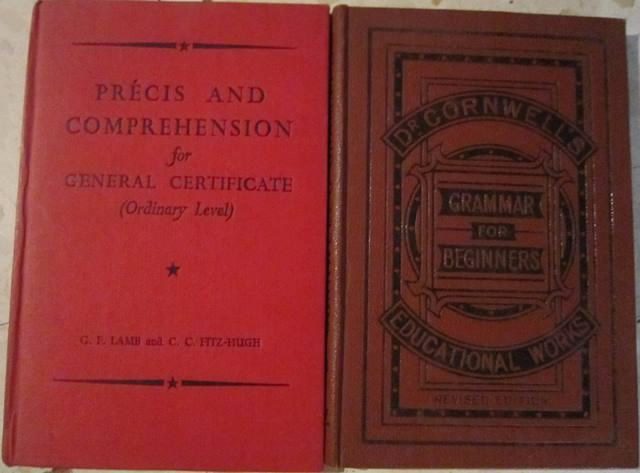 PRÉCIS AND
COMPREHENSION
for
GENERAL CERTIFICATE
(Ordinary Level)
G. F. LAMB and C. C. FITZ-HUGH
DR CORNWELL'S
GRAMMAR
FOR
BEGINNERS
EDUCATIONAL WORKS
REVISED EDITION